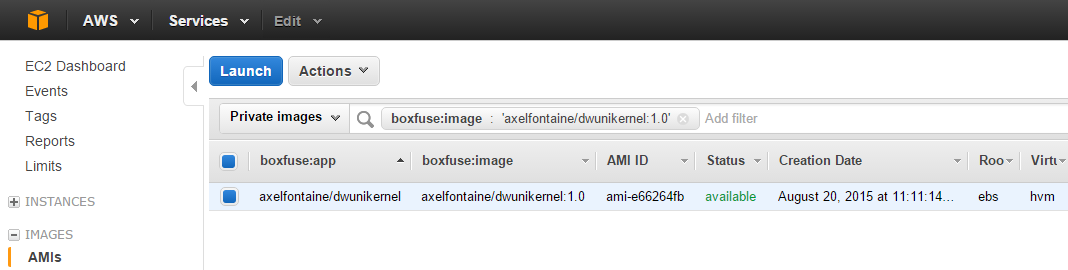 AWS Services Edit
EC2 Dashboard
Events
Tags
Reports
Limits
INSTANCES
IMAGES
AMIs
Launch Actions
Private images boxfuse:image : 'axelfontaine/dwunikernel:1.0' Add filter
boxfuse:app boxfuse:image AMI ID Status Creation Date Roo Virtu
axelfontaine/dwunikernel axelfontaine/dwunikernel:1.0 ami-e66264fb available August 20, 2015 at 11:11:14... ebs hvm